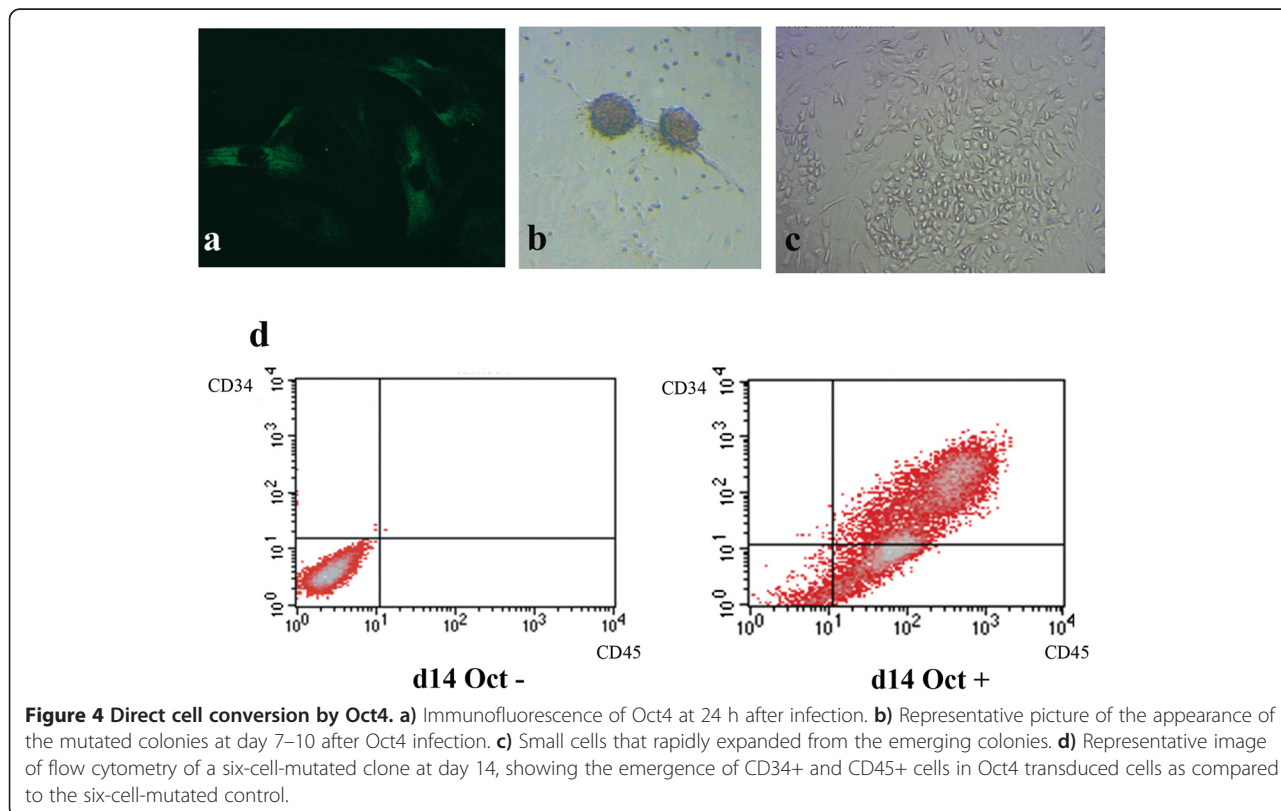 a
b
c
d
CD34
10^4
10^3
10^2
10^1
10^0
10^0 10^1 10^2 10^3 10^4
CD45
d14 Oct -
CD34
10^4
10^3
10^2
10^1
10^0
10^0 10^1 10^2 10^3 10^4
CD45
d14 Oct +
Figure 4 Direct cell conversion by Oct4. a) Immunofluorescence of Oct4 at 24 h after infection. b) Representative picture of the appearance of
the mutated colonies at day 7–10 after Oct4 infection. c) Small cells that rapidly expanded from the emerging colonies. d) Representative image
of flow cytometry of a six-cell-mutated clone at day 14, showing the emergence of CD34+ and CD45+ cells in Oct4 transduced cells as compared
to the six-cell-mutated control.